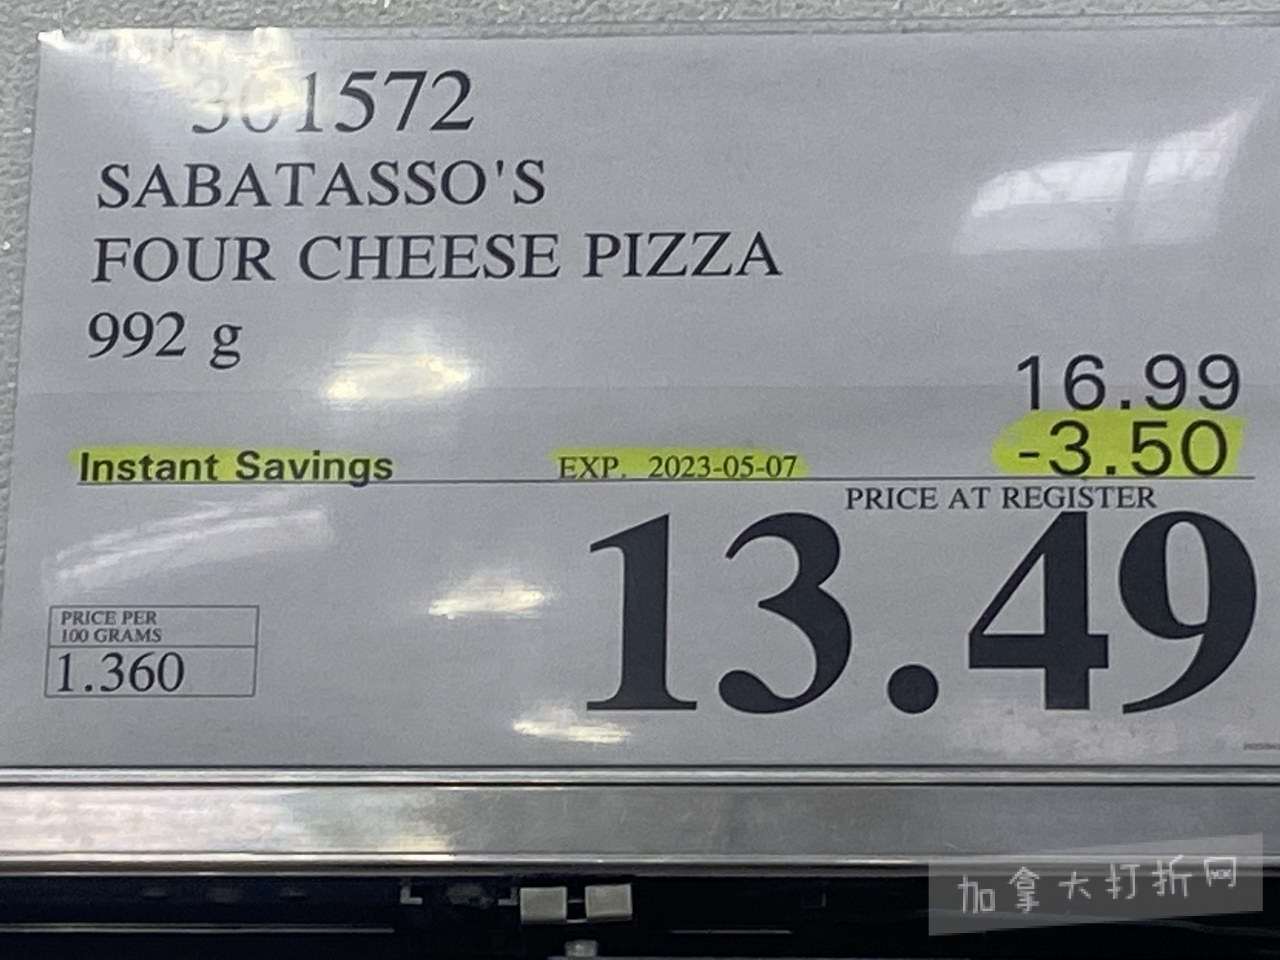 301572
SABATASSO'S
FOUR CHEESE PIZZA
992 g
16.99
Instant Savings EXP. 2023-05-07 -3.50
PRICE AT REGISTER
13.49
PRICE PER
100 GRAMS
1.360
加拿大打折网